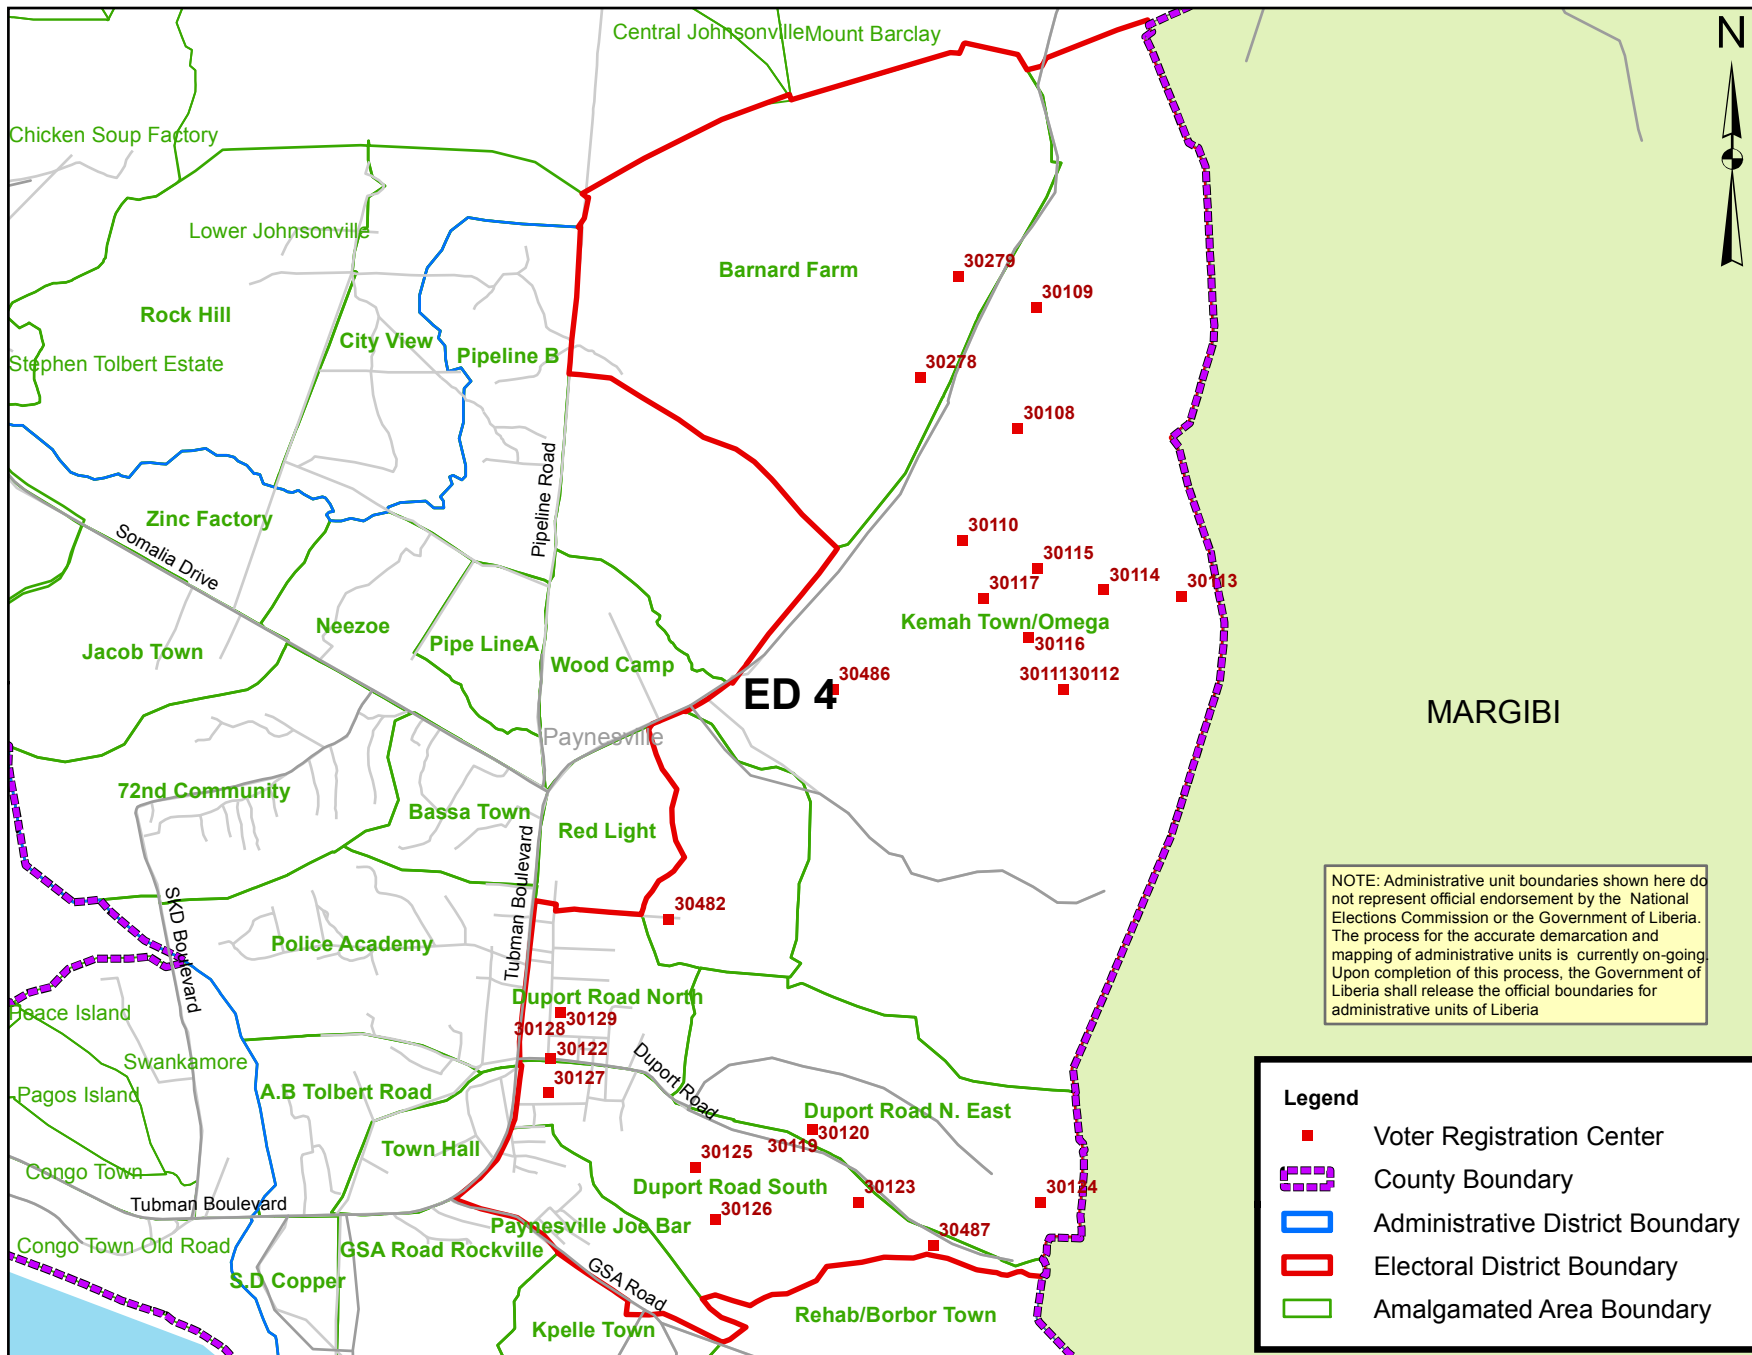 Central Johnsonville
Mount Barclay
N
Chicken Soup Factory
Lower Johnsonville
Barnard Farm
30279
30109
Rock Hill
City View
Pipeline B
Stephen Tolbert Estate
30278
30108
Pipeline Road
Zinc Factory
Somalia Drive
30110
30115
30117
30114
30113
Kemah Town/Omega
Neezoe
Jacob Town
Pipe LineA
Wood Camp
30116
30486
30111
30112
ED 4
MARGIBI
Paynesville
72nd Community
Bassa Town
Red Light
Tubman Boulevard
SKD Boulevard
30482
Police Academy
NOTE: Administrative unit boundaries shown here do
not represent official endorsement by the National
Elections Commission or the Government of Liberia.
The process for the accurate demarcation and
mapping of administrative units is currently on-going.
Upon completion of this process, the Government of
Liberia shall release the official boundaries for
administrative units of Liberia
Duport Road North
30129
30128
30122
30127
Peace Island
Swankamore
Pagos Island
A.B Tolbert Road
Duport Road
Duport Road N. East
30120
30119
Town Hall
30125
Congo Town
Duport Road South
30123
30124
Tubman Boulevard
30126
Paynesville Joe Bar
30487
Congo Town Old Road
GSA Road Rockville
S.D Copper
GSA Road
Rehab/Borbor Town
Kpelle Town
Legend
Voter Registration Center
County Boundary
Administrative District Boundary
Electoral District Boundary
Amalgamated Area Boundary